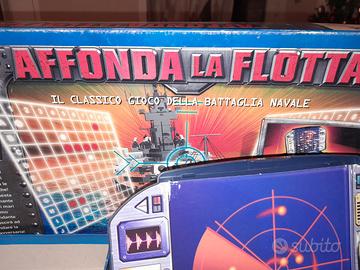 AFFONDA LA FLOTTA
IL CLASSICO GIOCO DELLA BATTAGLIA NAVALE
subito